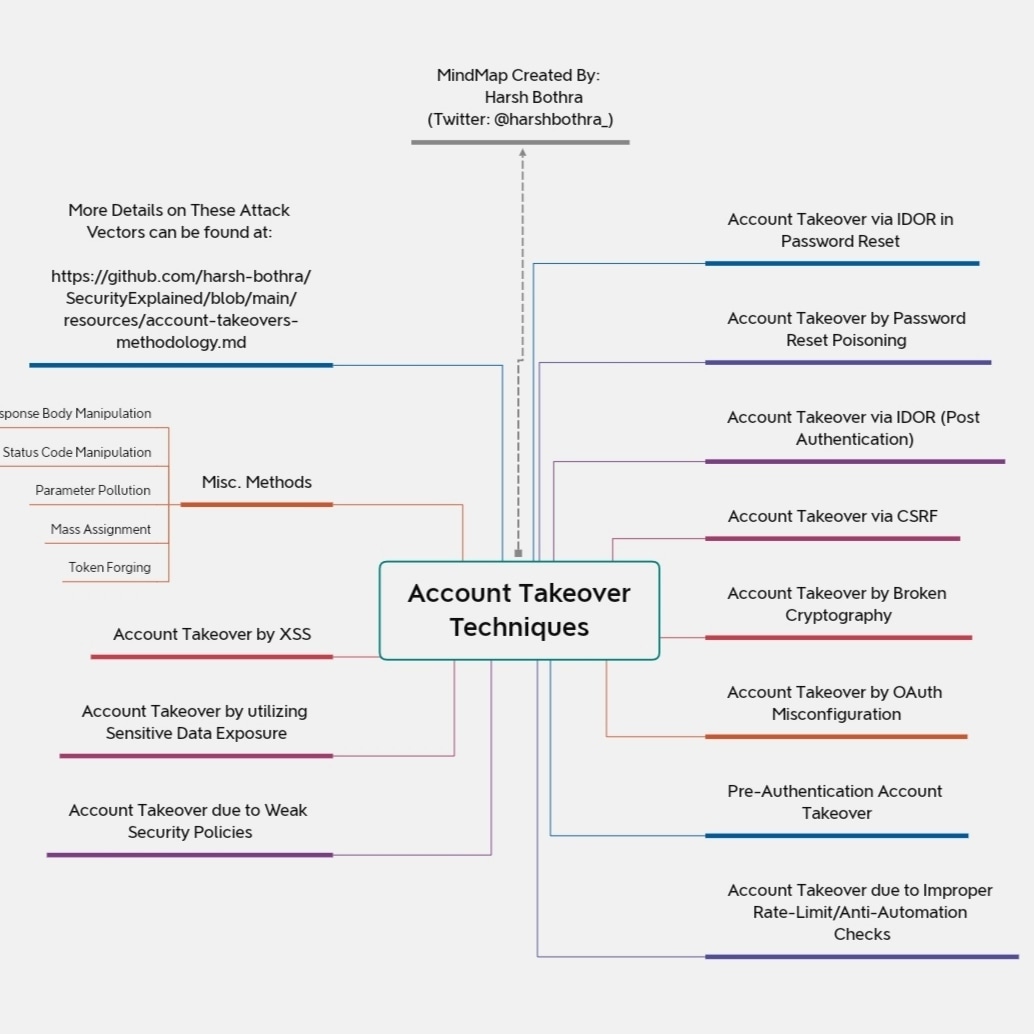 MindMap Created By:
Harsh Bothra
(Twitter: @harshbothra_)
More Details on These Attack
Vectors can be found at:
https://github.com/harsh-bothra/
SecurityExplained/blob/main/
resources/account-takeovers-
methodology.md
Body Manipulation
Status Code Manipulation
Parameter Pollution
Mass Assignment
Token Forging
Misc. Methods
Account Takeover by XSS
Account Takeover by utilizing
Sensitive Data Exposure
Account Takeover due to Weak
Security Policies
Account Takeover
Techniques
Account Takeover via IDOR in
Password Reset
Account Takeover by Password
Reset Poisoning
Account Takeover via IDOR (Post
Authentication)
Account Takeover via CSRF
Account Takeover by Broken
Cryptography
Account Takeover by OAuth
Misconfiguration
Pre-Authentication Account
Takeover
Account Takeover due to Improper
Rate-Limit/Anti-Automation
Checks